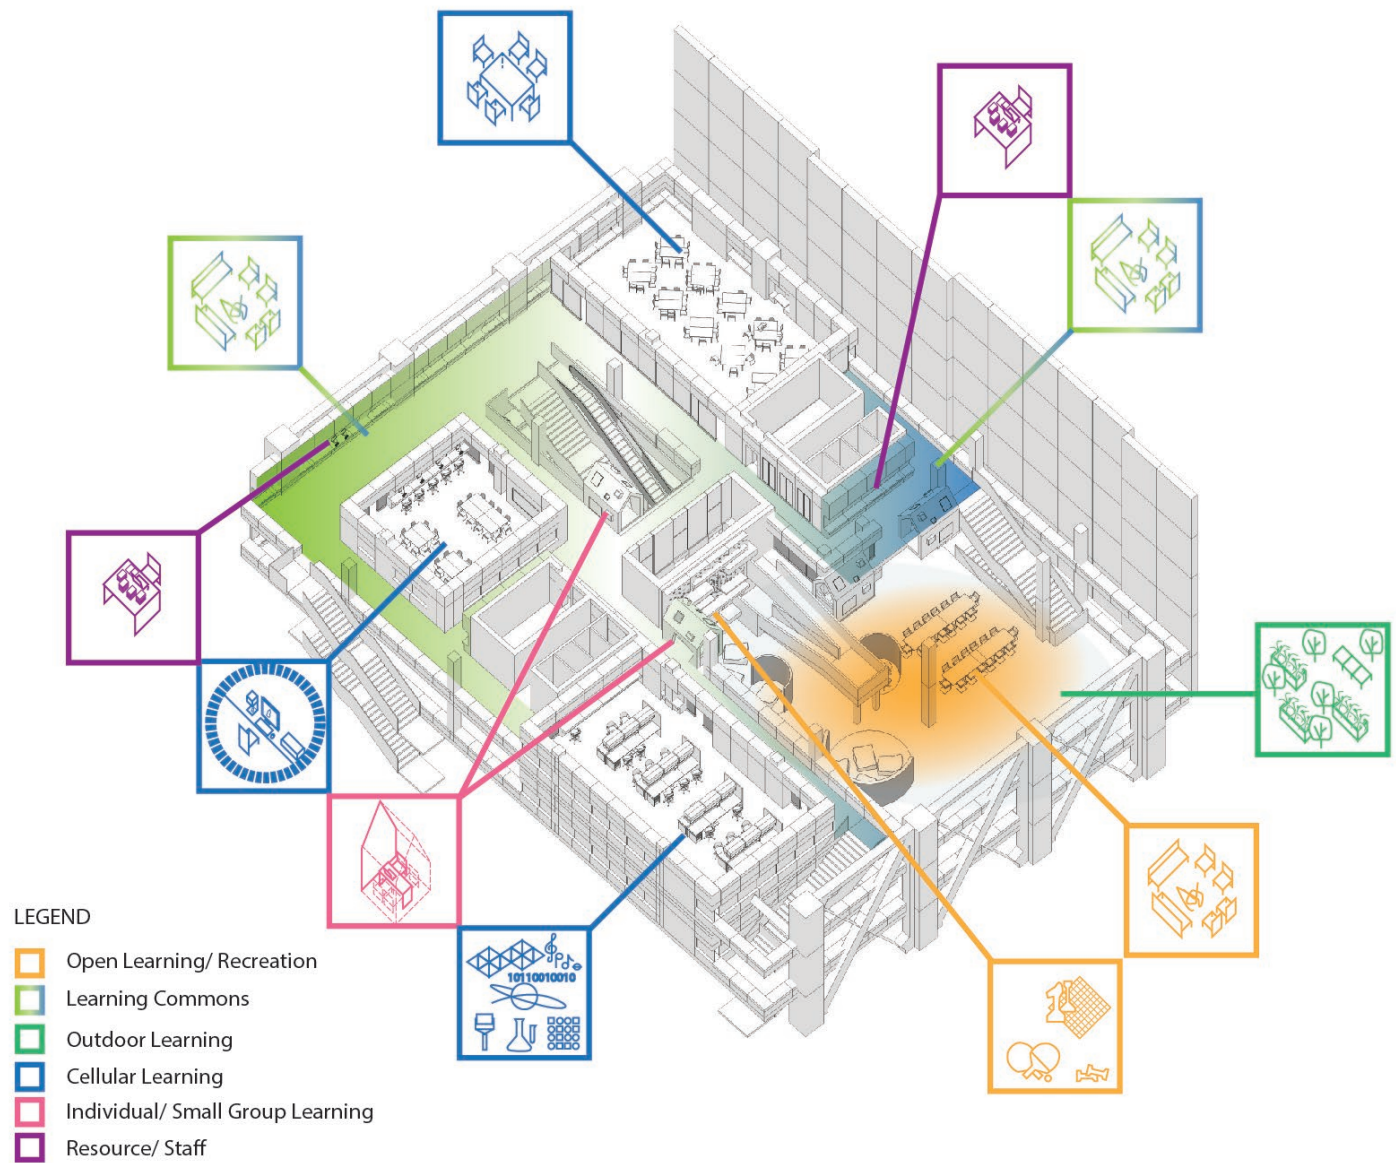 10110010010
LEGEND
Open Learning/ Recreation
Learning Commons
Outdoor Learning
Cellular Learning
Individual/ Small Group Learning
Resource/ Staff